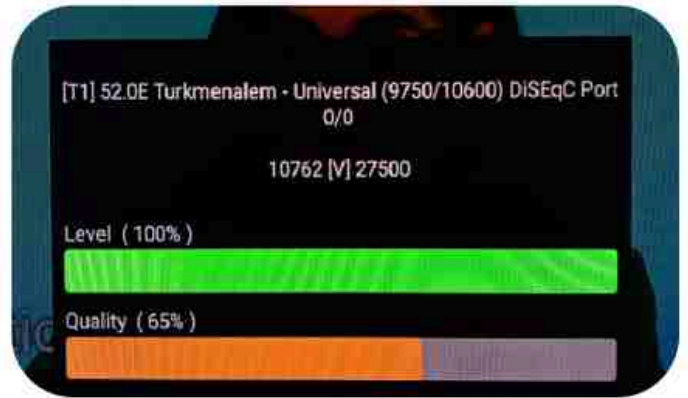 [T1] 52.0E Turkmenalem - Universal (9750/10600) DiSEqC Port
0/0
10762 [V] 27500
Level ( 100% )
Quality ( 65% )